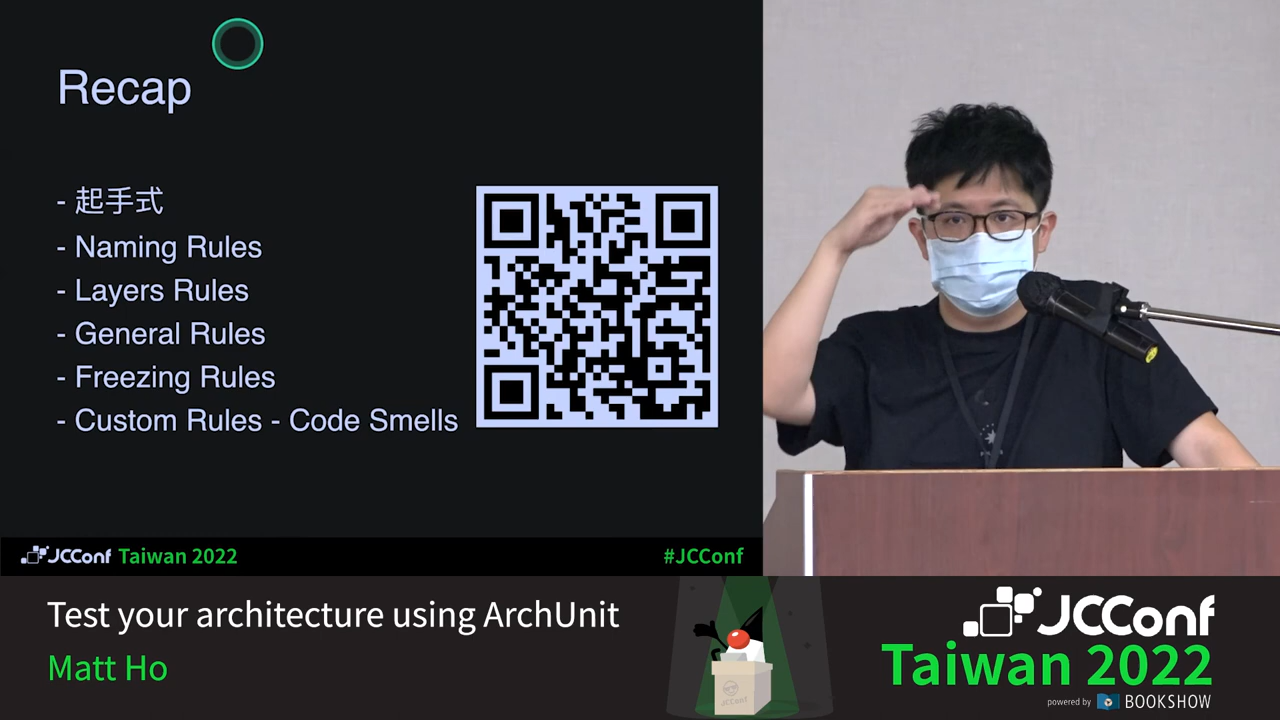 Recap
- 起手式
- Naming Rules
- Layers Rules
- General Rules
- Freezing Rules
- Custom Rules - Code Smells
JCConf Taiwan 2022
#JCConf
Test your architecture using ArchUnit
Matt Ho
JCConf
JCConf
Taiwan 2022
powered by BOOKSHOW